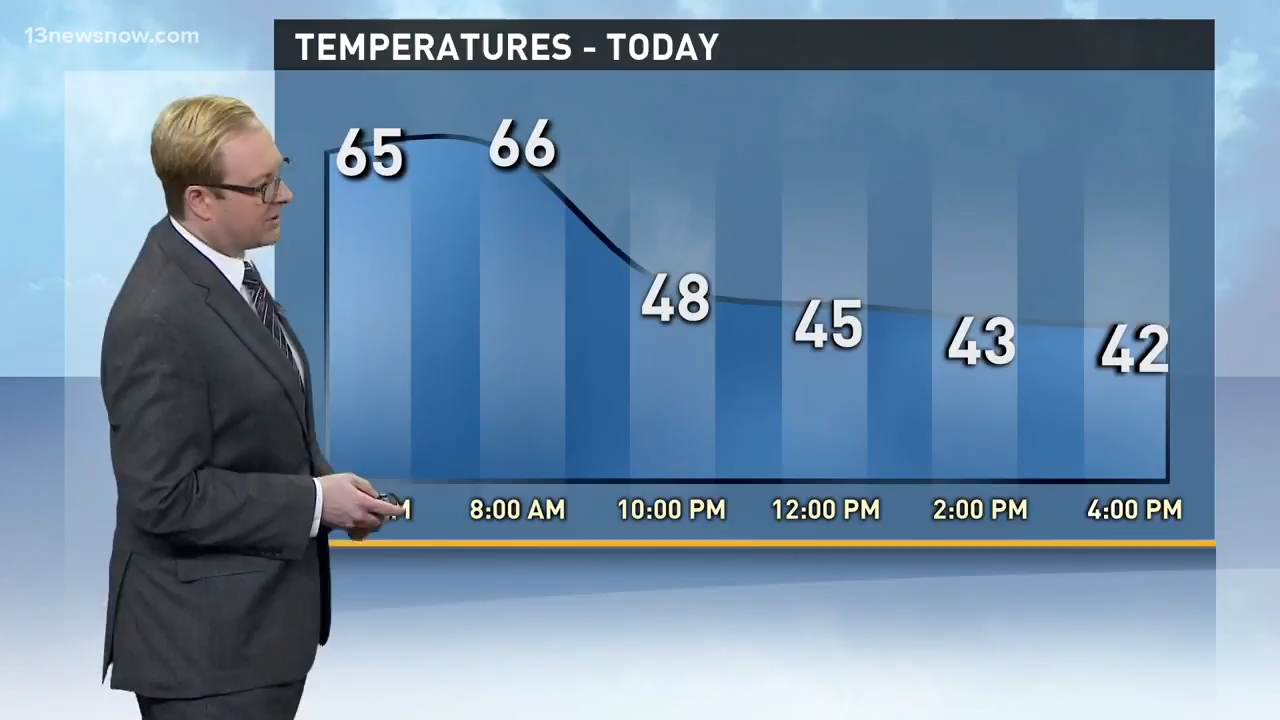 13newsnow.com
TEMPERATURES - TODAY
65 66 48 45 43 42
8:00 AM 10:00 PM 12:00 PM 2:00 PM 4:00 PM